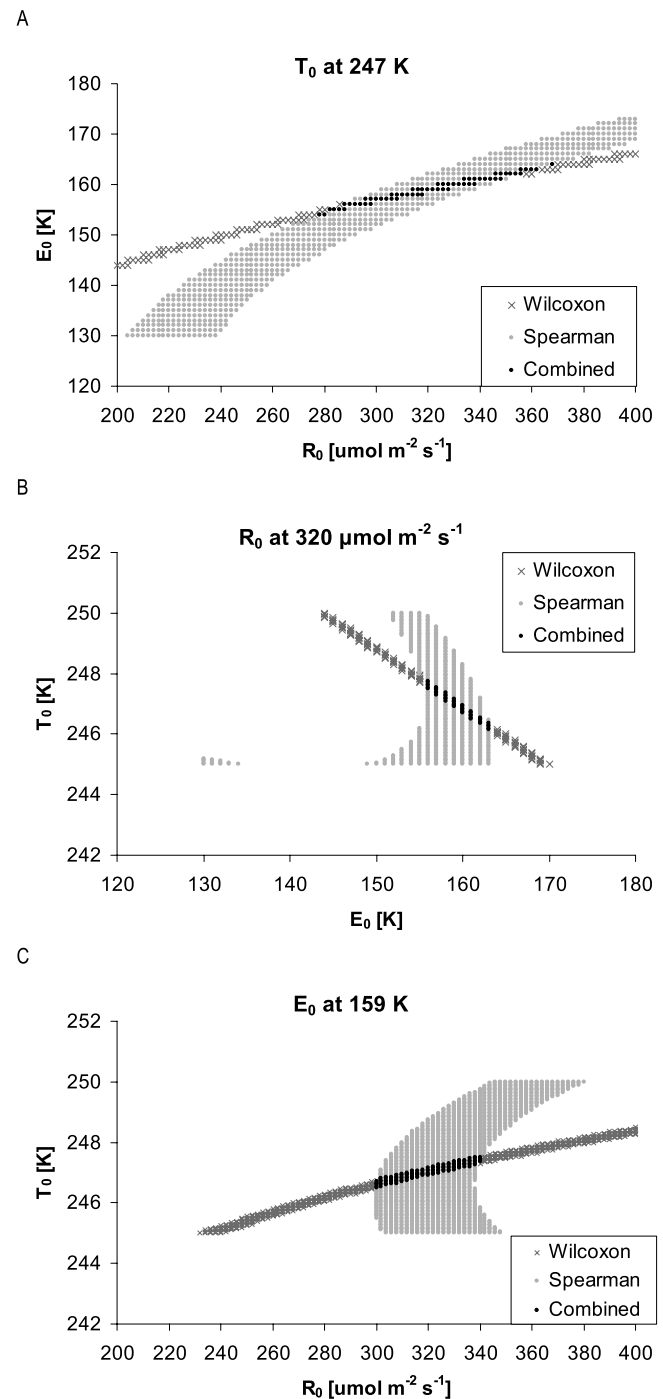 A
T₀ at 247 K
180
170
160
150
140
130
120
E₀ [K]
Wilcoxon
Spearman
Combined
200 220 240 260 280 300 320 340 360 380 400
R₀ [umol m⁻² s⁻¹]
B
R₀ at 320 µmol m⁻² s⁻¹
252
250
248
246
244
242
T₀ [K]
Wilcoxon
Spearman
Combined
120 130 140 150 160 170 180
E₀ [K]
C
E₀ at 159 K
252
250
248
246
244
242
T₀ [K]
Wilcoxon
Spearman
Combined
200 220 240 260 280 300 320 340 360 380 400
R₀ [umol m⁻² s⁻¹]